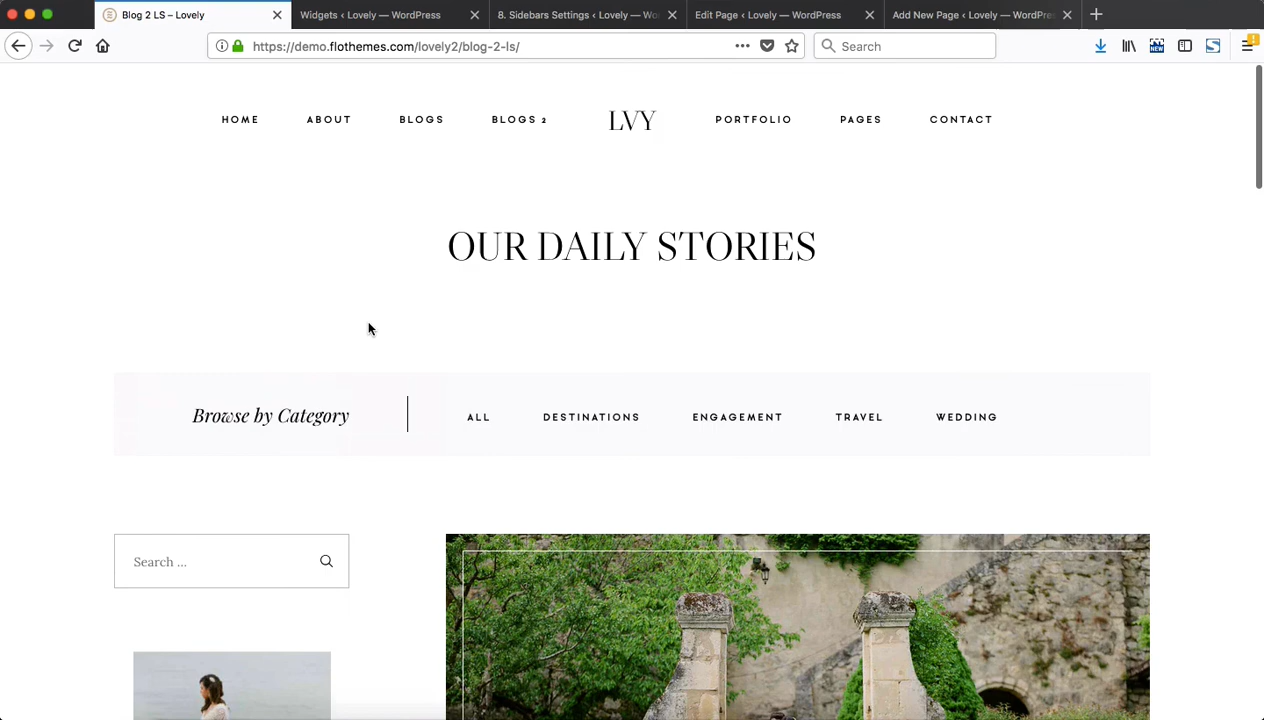 Blog 2 LS – Lovely
Widgets ‹ Lovely — WordPress
8. Sidebars Settings ‹ Lovely — Wo
Edit Page ‹ Lovely — WordPress
Add New Page ‹ Lovely — WordPres
https://demo.flothemes.com/lovely2/blog-2-ls/
Search
NEW
HOME ABOUT BLOGS BLOGS 2 LVY PORTFOLIO PAGES CONTACT
OUR DAILY STORIES
Browse by Category ALL DESTINATIONS ENGAGEMENT TRAVEL WEDDING
Search ...